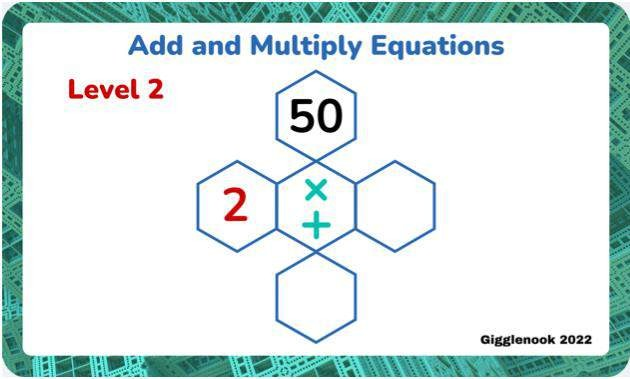 Add and Multiply Equations
Level 2
50
2
×
+
Gigglenook 2022